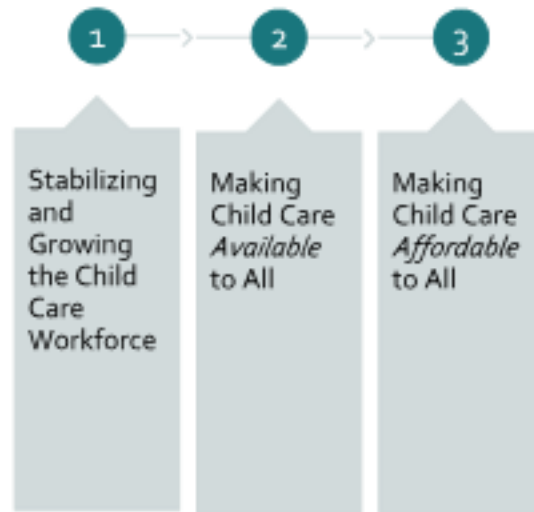 1
2
3
Stabilizing
and
Growing
the Child
Care
Workforce
Making
Child Care
Available
to All
Making
Child Care
Affordable
to All